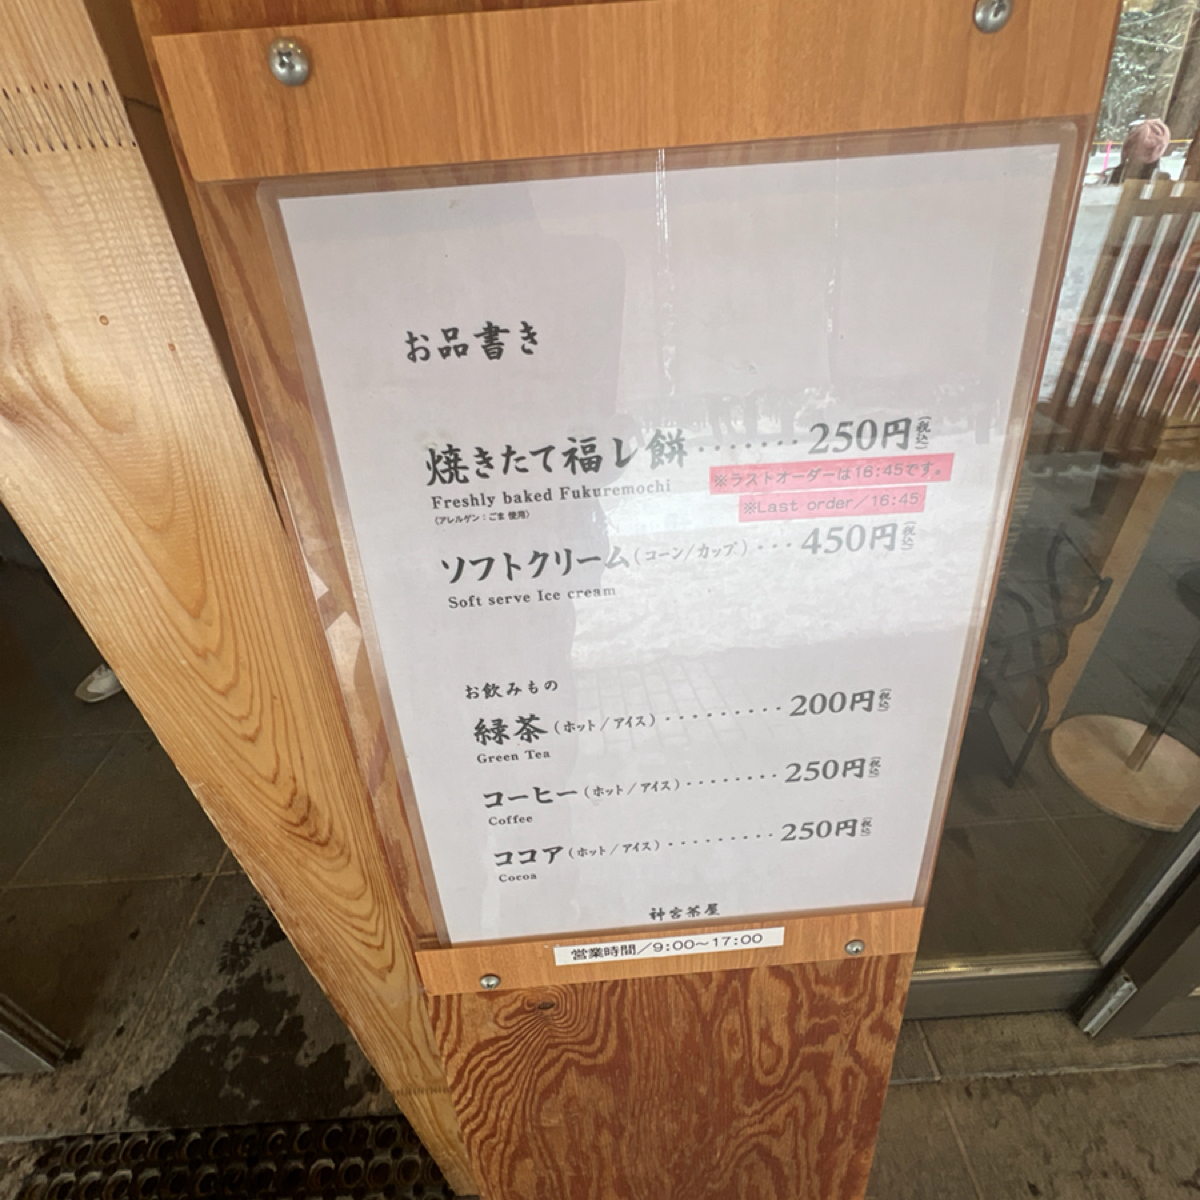 お品書き
焼きたて福レ餅・・・・・・・250円(税込)
Freshly baked Fukuremochi
※ラストオーダーは16:45です。
※Last order/16:45
(アレルゲン:ごま 使用)
ソフトクリーム(コーン/カップ)・・・450円(税込)
Soft serve Ice cream
お飲みもの
緑茶(ホット/アイス)・・・・・・・・・200円(税込)
Green Tea
コーヒー(ホット/アイス)・・・・・・・・250円(税込)
Coffee
ココア(ホット/アイス)・・・・・・・・・250円(税込)
Cocoa
神宮茶屋
営業時間/9:00~17:00